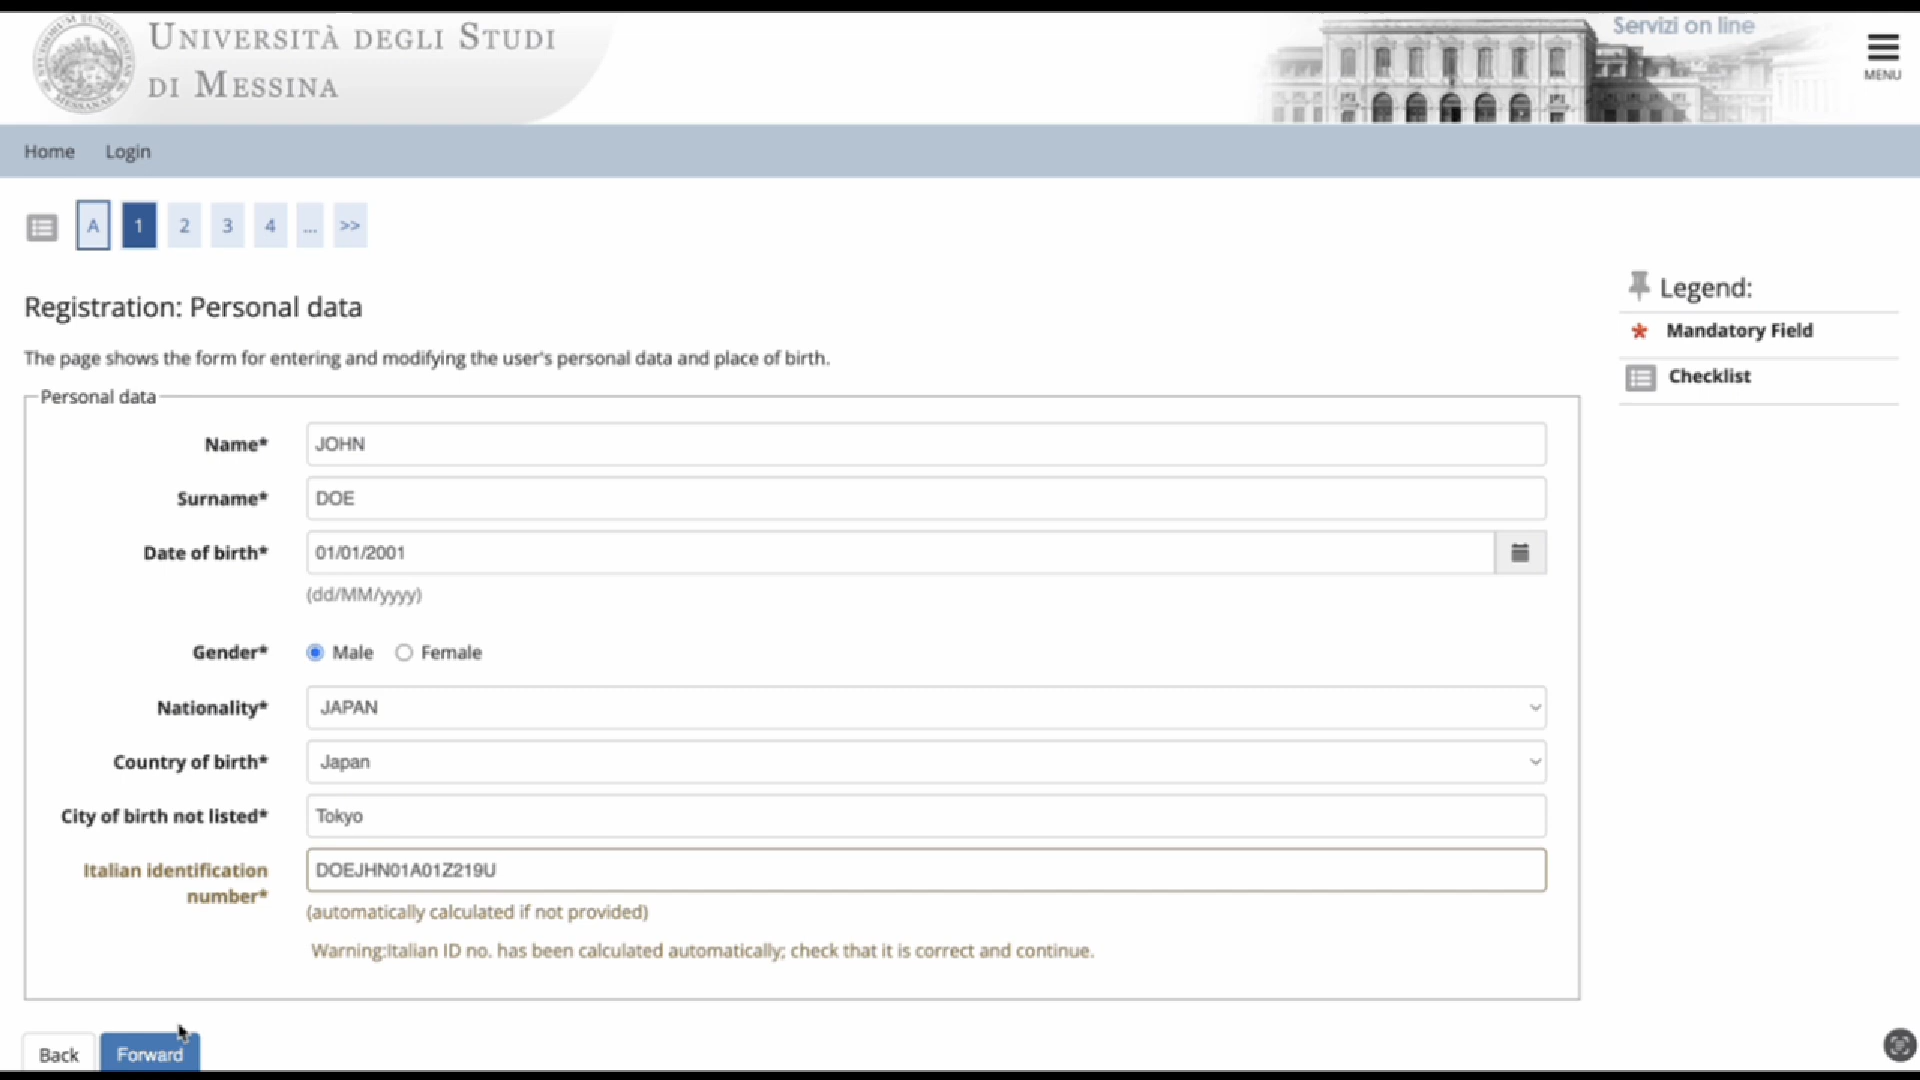 UNIVERSITÀ DEGLI STUDI
DI MESSINA
Servizi on line
MENU
Home Login
A 1 2 3 4 ... >>
Registration: Personal data
The page shows the form for entering and modifying the user's personal data and place of birth.
Personal data
Name* JOHN
Surname* DOE
Date of birth* 01/01/2001
(dd/MM/yyyy)
Gender* Male Female
Nationality* JAPAN
Country of birth* Japan
City of birth not listed* Tokyo
Italian identification
number*
DOEJHN01A01Z219U
(automatically calculated if not provided)
Warning:Italian ID no. has been calculated automatically; check that it is correct and continue.
Back Forward
Legend:
* Mandatory Field
Checklist